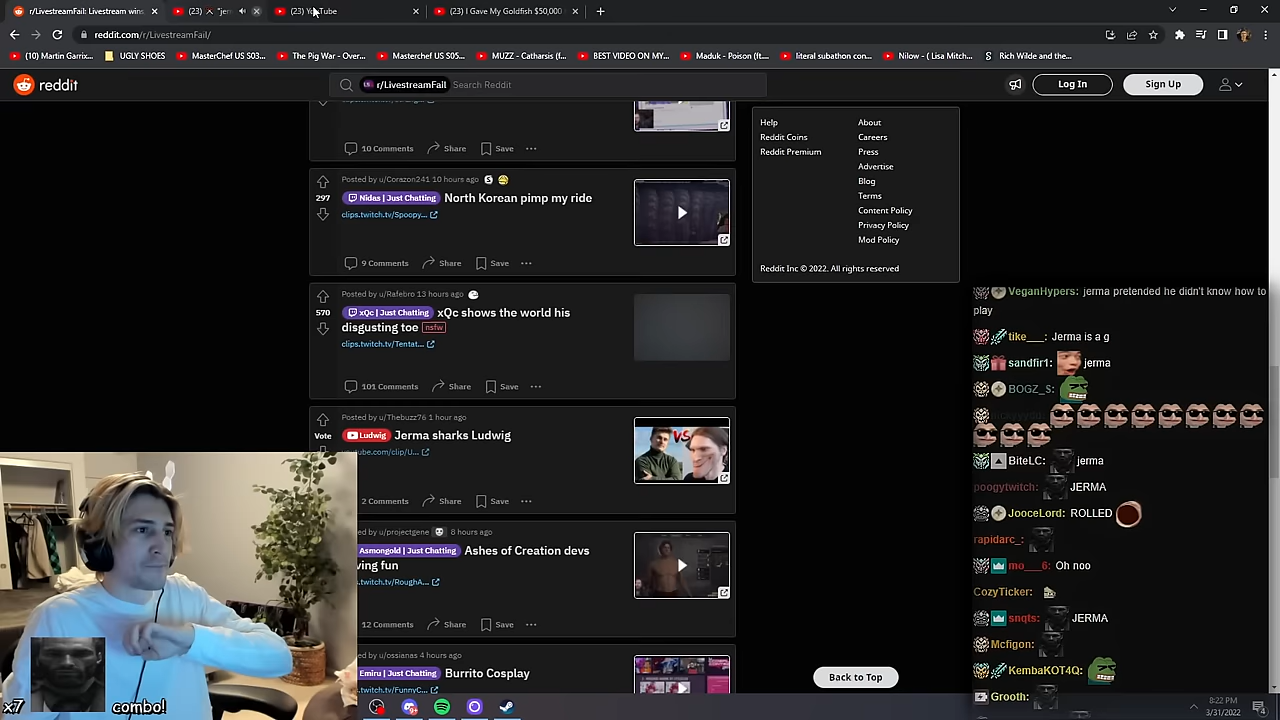 r/LivestreamFail: Livestream wins
(23)
(23) YouTube
(23) I Gave My Goldfish $50,000
reddit.com/r/LivestreamFail/
(10) Martin Garrix...
UGLY SHOES
MasterChef US S03...
The Pig War - Over...
Masterchef US S05...
MUZZ - Catharsis (ft...
BEST VIDEO ON MY...
Maduk - Poison (ft...
literal subathon con...
Nilow - ( Lisa Mitch...
Rich Wilde and the...
reddit
r/LivestreamFail
Search Reddit
Log In
Sign Up
10 Comments
Share
Save
Posted by u/Corazon241 10 hours ago
297
Nidas | Just Chatting North Korean pimp my ride
clips.twitch.tv/Spoopy...
9 Comments
Share
Save
Posted by u/Rafebro 13 hours ago
570
xQc | Just Chatting xQc shows the world his
disgusting toe nsfw
clips.twitch.tv/Tentat...
101 Comments
Share
Save
Posted by u/Thebuzz76 1 hour ago
Vote
Ludwig Jerma sharks Ludwig
VS
2 Comments
Share
Save
u/projectgene 8 hours ago
Asmongold | Just Chatting Ashes of Creation devs
fun
12 Comments
Share
Save
u/ossianas 4 hours ago
Emiru | Just Chatting Burrito Cosplay
Help
Reddit Coins
Reddit Premium
About
Careers
Press
Advertise
Blog
Terms
Content Policy
Privacy Policy
Mod Policy
Reddit Inc © 2022. All rights reserved
Back to Top
VeganHypers: jerma pretended he didn't know how to
play
tike___: Jerma is a g
sandfir1: jerma
BOGZ_S:
BiteLC: jerma
poogytwitch: JERMA
JooceLord: ROLLED
rapidarc_:
mo___6: Oh noo
CozyTicker:
snqts: JERMA
Mcfigon:
KembaKOT4Q:
Grooth:
x7
combo!
8:22 PM
3/31/2022